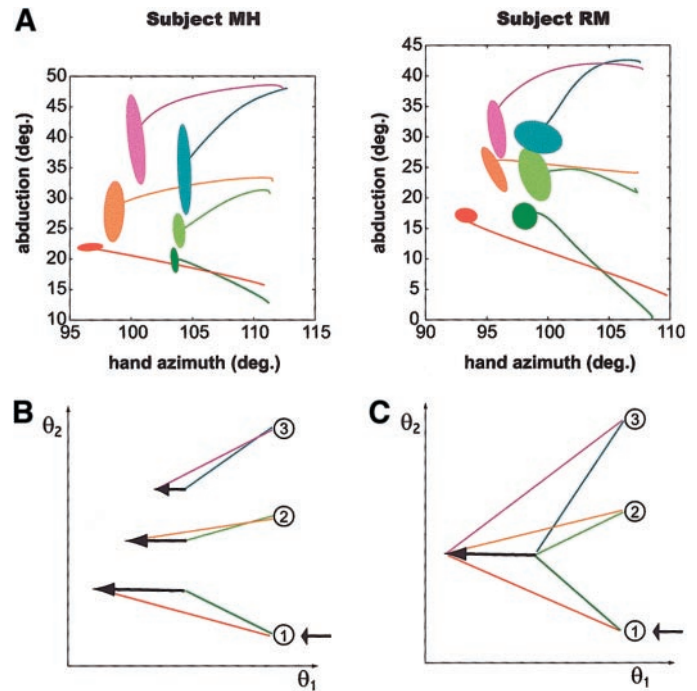 A
Subject MH
Subject RM
abduction (deg.)
50
45
40
35
30
25
20
15
10
95 100 105 110 115
hand azimuth (deg.)
abduction (deg.)
45
40
35
30
25
20
15
10
5
0
90 95 100 105 110
hand azimuth (deg.)
B
θ2
3
2
1
θ1
C
3
2
1
θ1